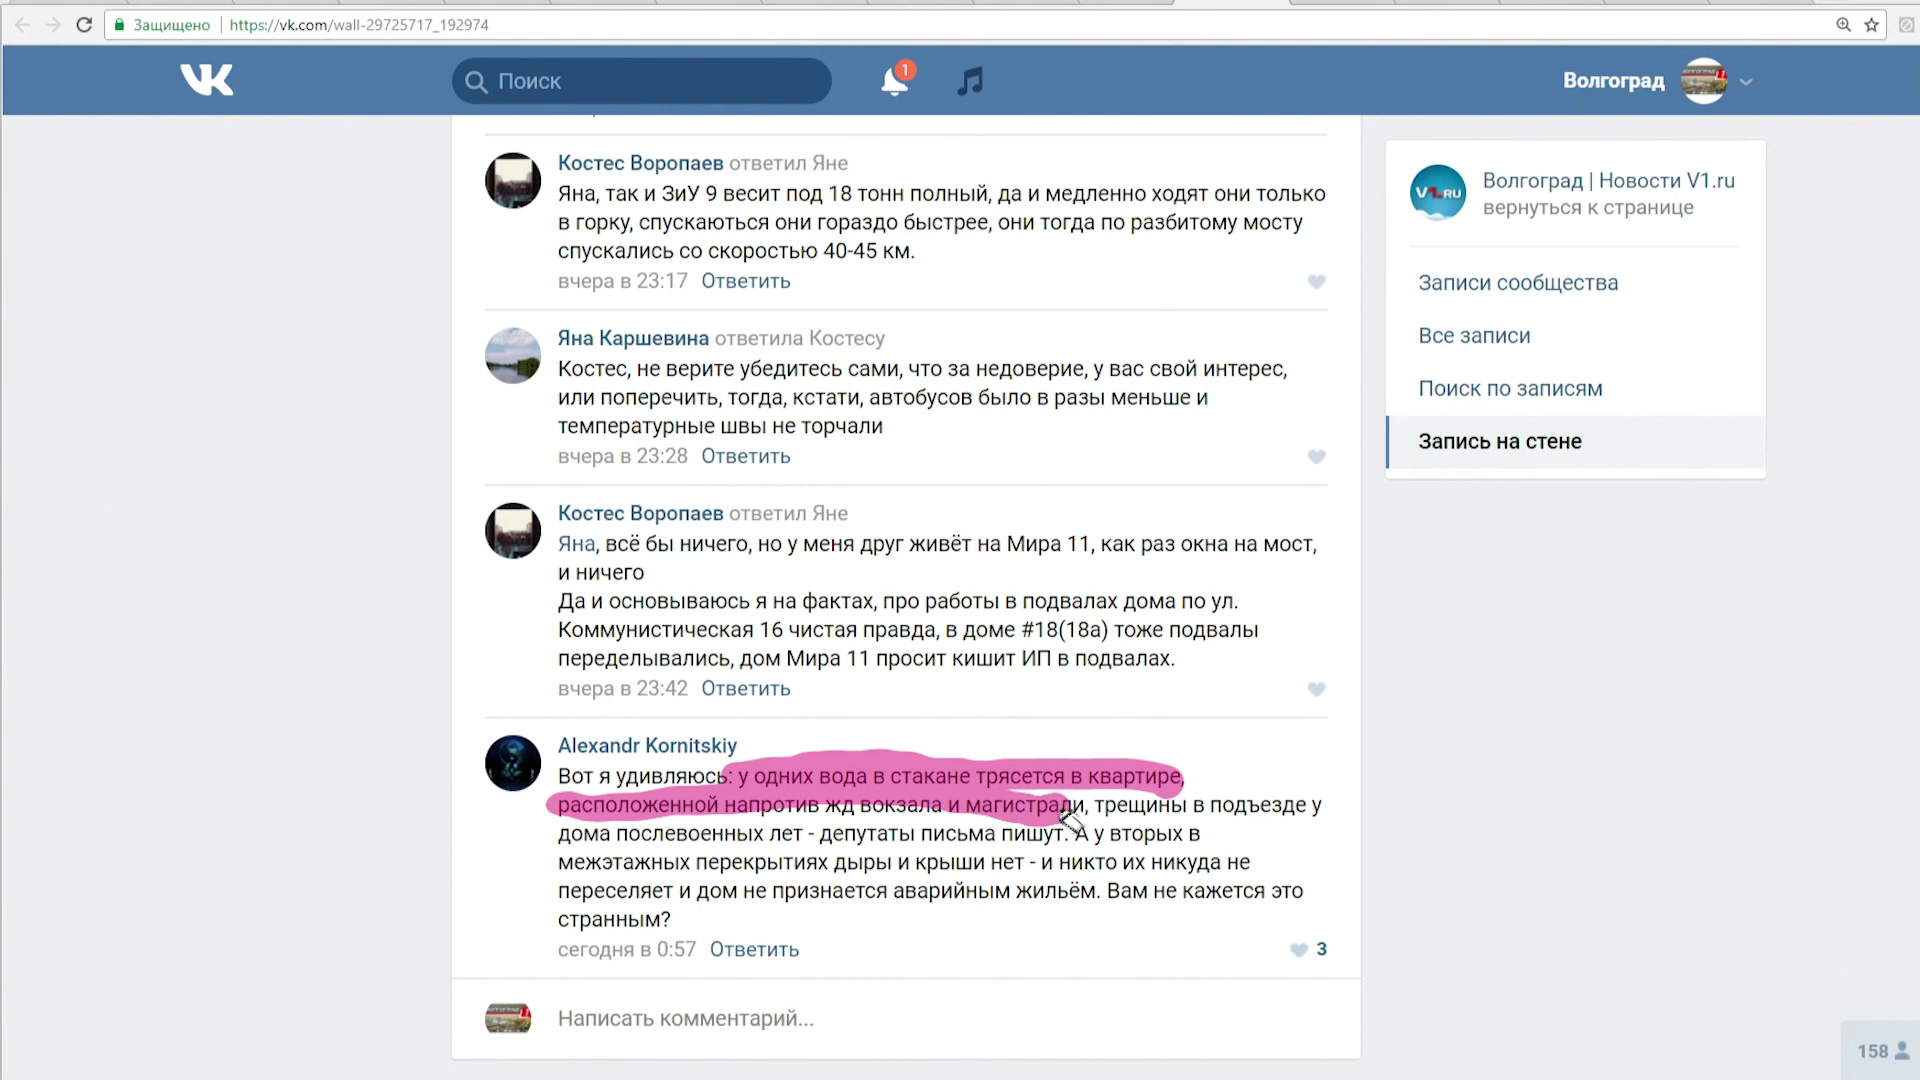 Защищено https://vk.com/wall-29725717_192974
Поиск
1
Волгоград
Костес Воропаев ответил Яне
Яна, так и ЗиУ 9 весит под 18 тонн полный, да и медленно ходят они только
в горку, спускаються они гораздо быстрее, они тогда по разбитому мосту
спускались со скоростью 40-45 км.
вчера в 23:17 Ответить
Яна Каршевина ответила Костесу
Костес, не верите убедитесь сами, что за недоверие, у вас свой интерес,
или поперечить, тогда, кстати, автобусов было в разы меньше и
температурные швы не торчали
вчера в 23:28 Ответить
Костес Воропаев ответил Яне
Яна, всё бы ничего, но у меня друг живёт на Мира 11, как раз окна на мост,
и ничего
Да и основываюсь я на фактах, про работы в подвалах дома по ул.
Коммунистическая 16 чистая правда, в доме #18(18а) тоже подвалы
переделывались, дом Мира 11 просит кишит ИП в подвалах.
вчера в 23:42 Ответить
Alexandr Kornitskiy
Вот я удивляюсь: у одних вода в стакане трясется в квартире,
расположенной напротив жд вокзала и магистрали, трещины в подъезде у
дома послевоенных лет - депутаты письма пишут. А у вторых в
межэтажных перекрытиях дыры и крыши нет - и никто их никуда не
переселяет и дом не признается аварийным жильём. Вам не кажется это
странным?
сегодня в 0:57 Ответить
3
Написать комментарий...
V1.RU
Волгоград | Новости V1.ru
вернуться к странице
Записи сообщества
Все записи
Поиск по записям
Запись на стене
158